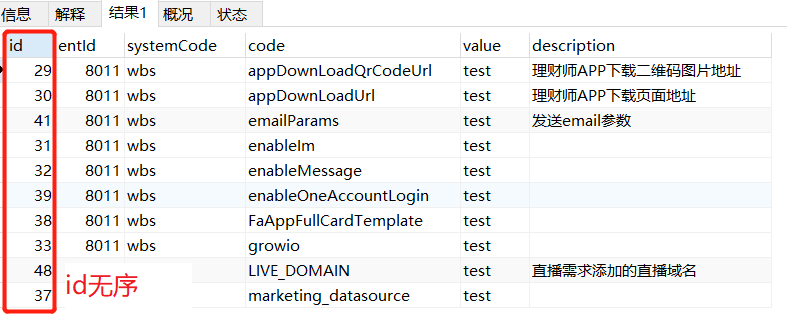 信息 解释 结果1 概况 状态
id entId systemCode code value description
29 8011 wbs appDownLoadQrCodeUrl test 理财师APP下载二维码图片地址
30 8011 wbs appDownLoadUrl test 理财师APP下载页面地址
41 8011 wbs emailParams test 发送email参数
31 8011 wbs enableIm test
32 8011 wbs enableMessage test
39 8011 wbs enableOneAccountLogin test
38 8011 wbs FaAppFullCardTemplate test
33 8011 wbs growio test
48 LIVE_DOMAIN test 直播需求添加的直播域名
37 marketing_datasource test
id无序